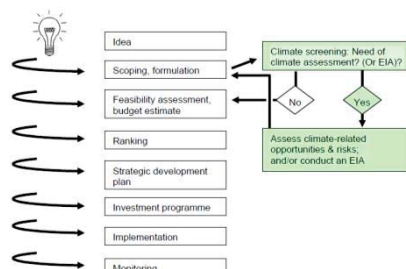 Idea
Scoping, formulation
Feasibility assessment,
budget estimate
Ranking
Strategic development
plan
Investment programme
Implementation
Monitoring
Climate screening: Need of
climate assessment? (Or EIA)?
No
Yes
Assess climate-related
opportunities & risks,
and/or conduct an EIA